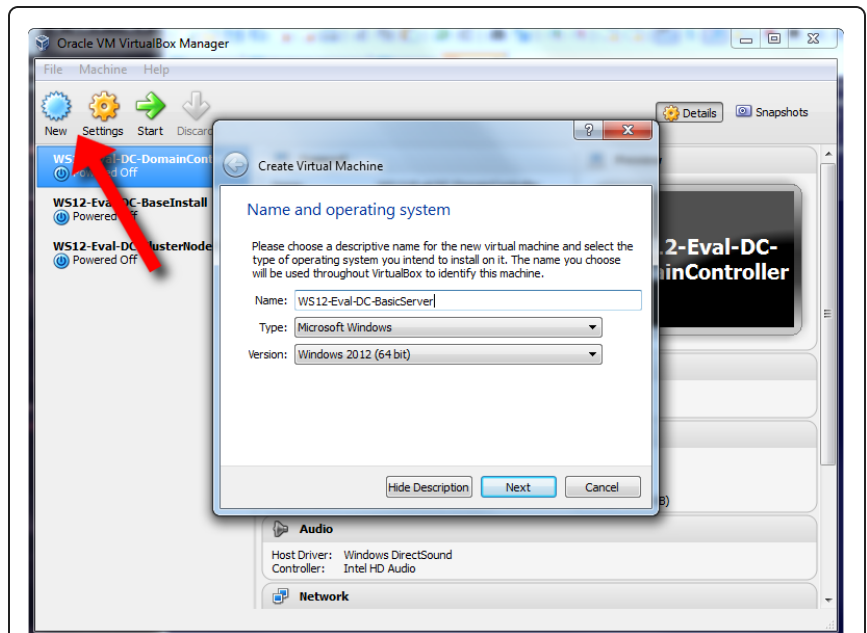 Oracle VM VirtualBox Manager
File Machine Help
New Settings Start
Details Snapshots
Powered Off
WS12-Eval-DC-BaseInstall
Powered
Powered Off
Create Virtual Machine
Name and operating system
Please choose a descriptive name for the new virtual machine and select the
type of operating system you intend to install on it. The name you choose
will be used throughout VirtualBox to identify this machine.
Name: WS12-Eval-DC-BasicServer
Type: Microsoft Windows
Version: Windows 2012 (64 bit)
Hide Description Next Cancel
2-Eval-DC-
inController
B)
Audio
Host Driver: Windows DirectSound
Controller: Intel HD Audio
Network